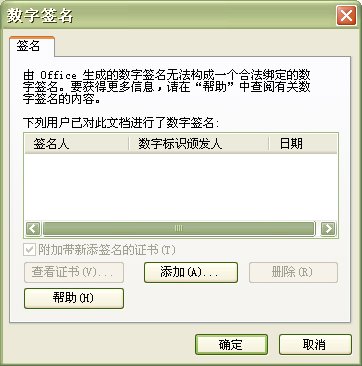 数字签名
签名
由 Office 生成的数字签名无法构成一个合法绑定的数
字签名。要获得更多信息，请在“帮助”中查阅有关数
字签名的内容。
下列用户已对此文档进行了数字签名:
签名人 数字标识颁发人 日期
附加带新添签名的证书(T)
查看证书(V)... 添加(A)... 删除(R)
帮助(H)
确定 取消